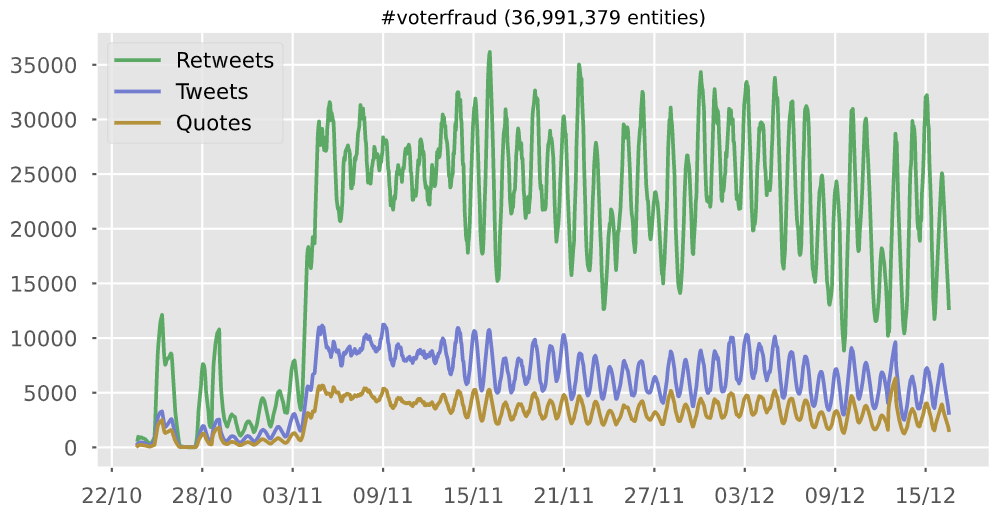 #voterfraud (36,991,379 entities)
Retweets
Tweets
Quotes
35000
30000
25000
20000
15000
10000
5000
0
22/10 28/10 03/11 09/11 15/11 21/11 27/11 03/12 09/12 15/12